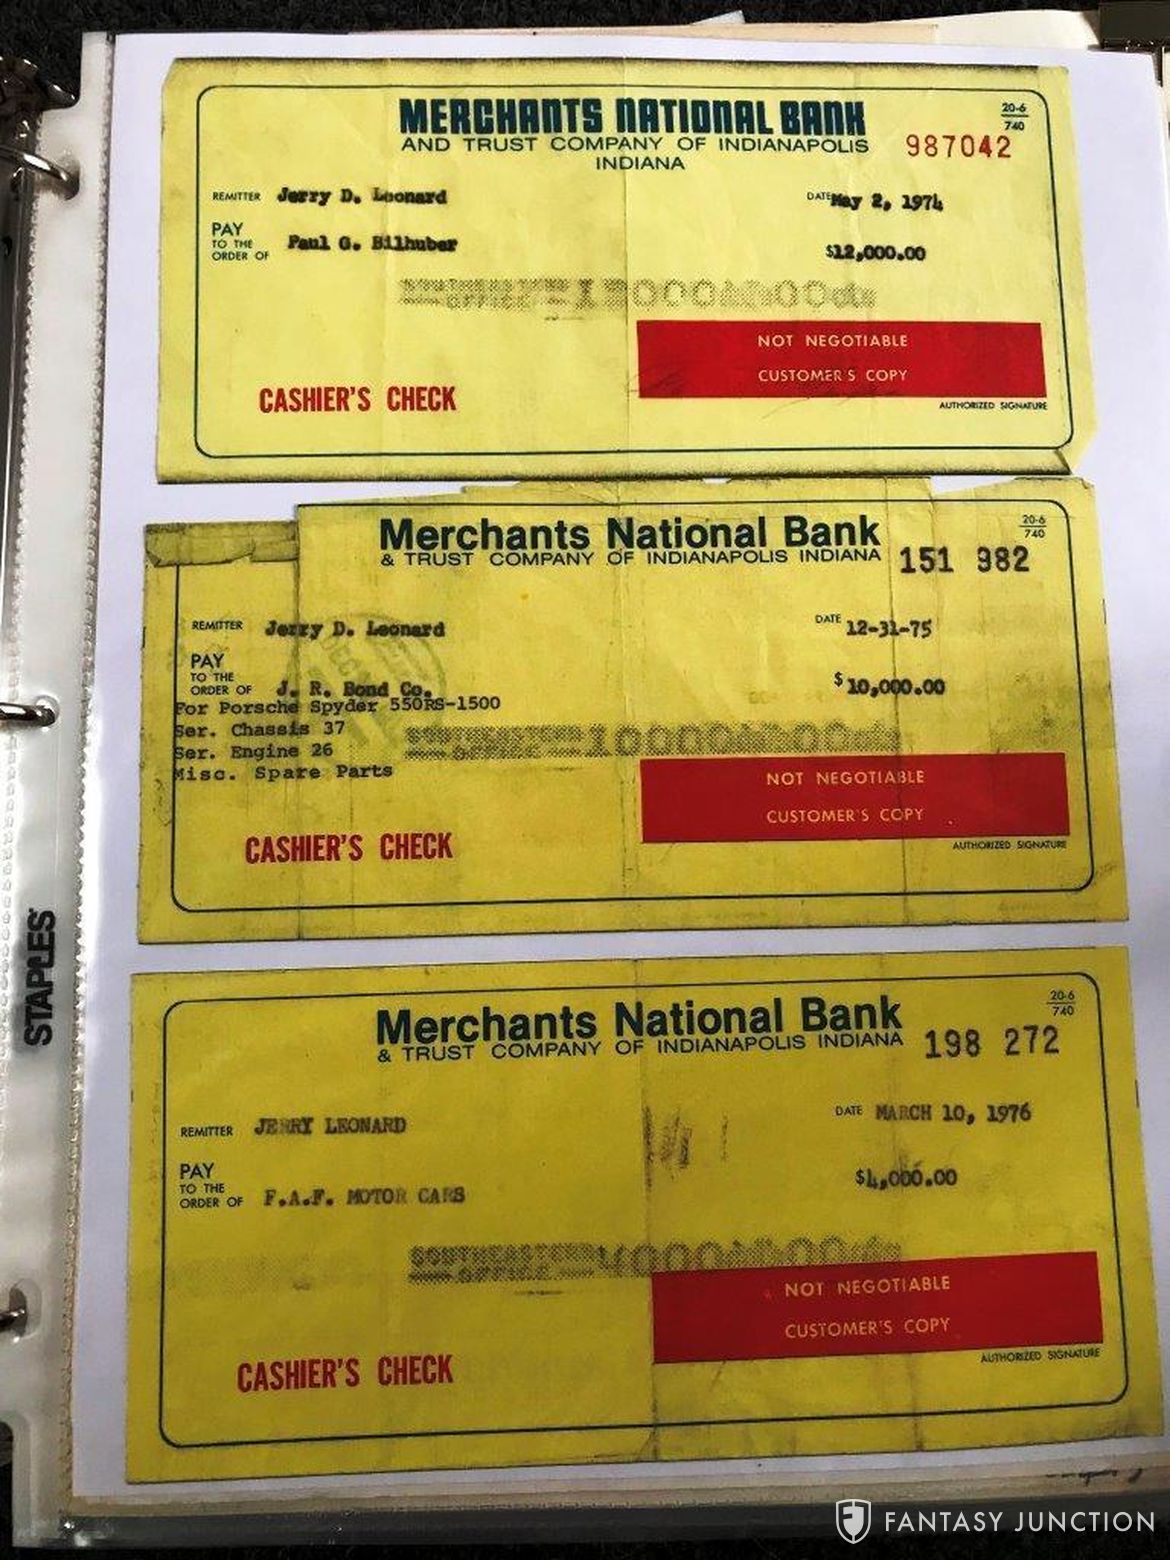 MERCHANTS NATIONAL BANK
AND TRUST COMPANY OF INDIANAPOLIS
INDIANA
20-6
740
987042
REMITTER Jerry D. Leonard
DATE May 2, 1974
PAY
TO THE
ORDER OF Paul G. Bilhuber
$12,000.00
OFFICE
NOT NEGOTIABLE
CUSTOMER'S COPY
CASHIER'S CHECK
AUTHORIZED SIGNATURE
Merchants National Bank
& TRUST COMPANY OF INDIANAPOLIS INDIANA
20-6
740
151 982
REMITTER Jerry D. Leonard
DATE 12-31-75
PAY
TO THE
ORDER OF J. R. Bond Co.
$10,000.00
For Porsche Spyder 550RS-1500
Ser. Chassis 37
Ser. Engine 26
Misc. Spare Parts
OFFICE
NOT NEGOTIABLE
CUSTOMER'S COPY
CASHIER'S CHECK
AUTHORIZED SIGNATURE
Merchants National Bank
& TRUST COMPANY OF INDIANAPOLIS INDIANA
20-6
740
198 272
REMITTER JERRY LEONARD
DATE MARCH 10, 1976
PAY
TO THE
ORDER OF F.A.F. MOTOR CARS
$4,000.00
OFFICE
NOT NEGOTIABLE
CUSTOMER'S COPY
CASHIER'S CHECK
AUTHORIZED SIGNATURE
STAPLES
FANTASY JUNCTION